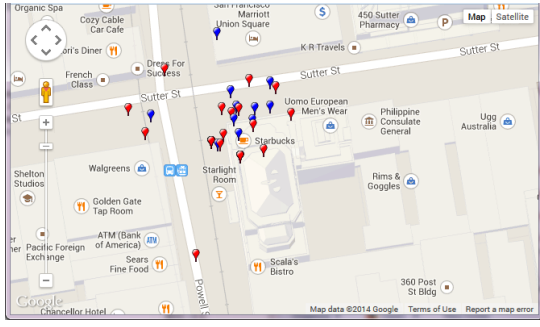 Organic Spa
Cozy Cable
Car Cafe
San Francisco
Marriott
Union Square
$
450 Sutter
Pharmacy
P
Map
Satellite
ori's Diner
K R Travels
Sutter St
French
Class
Dress For
Success
Sutter St
St
Uomo European
Men's Wear
Philippine
Consulate
General
Ugg
Australia
Starbucks
Walgreens
Shelton
Studios
Starlight
Room
Rims &
Goggles
Golden Gate
Tap Room
ATM (Bank
of America)
ATM
ner
Pacific Foreign
Exchange
Sears
Fine Food
Scala's
Bistro
Powell S
360 Post
St Bldg
Google
Chancellor Hotel
Map data ©2014 Google
Terms of Use
Report a map error